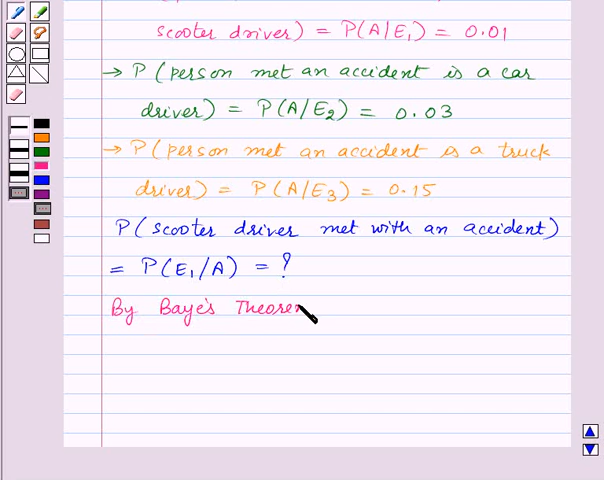 scooter driver) = P(A/E₁) = 0.01
→ P (person met an accident is a car
driver) = P(A/E₂) = 0.03
→ P(person met an accident is a truck
driver) = P(A/E₃) = 0.15
P( scooter driver met with an accident)
= P(E₁/A) = ?
By Baye's Theorem